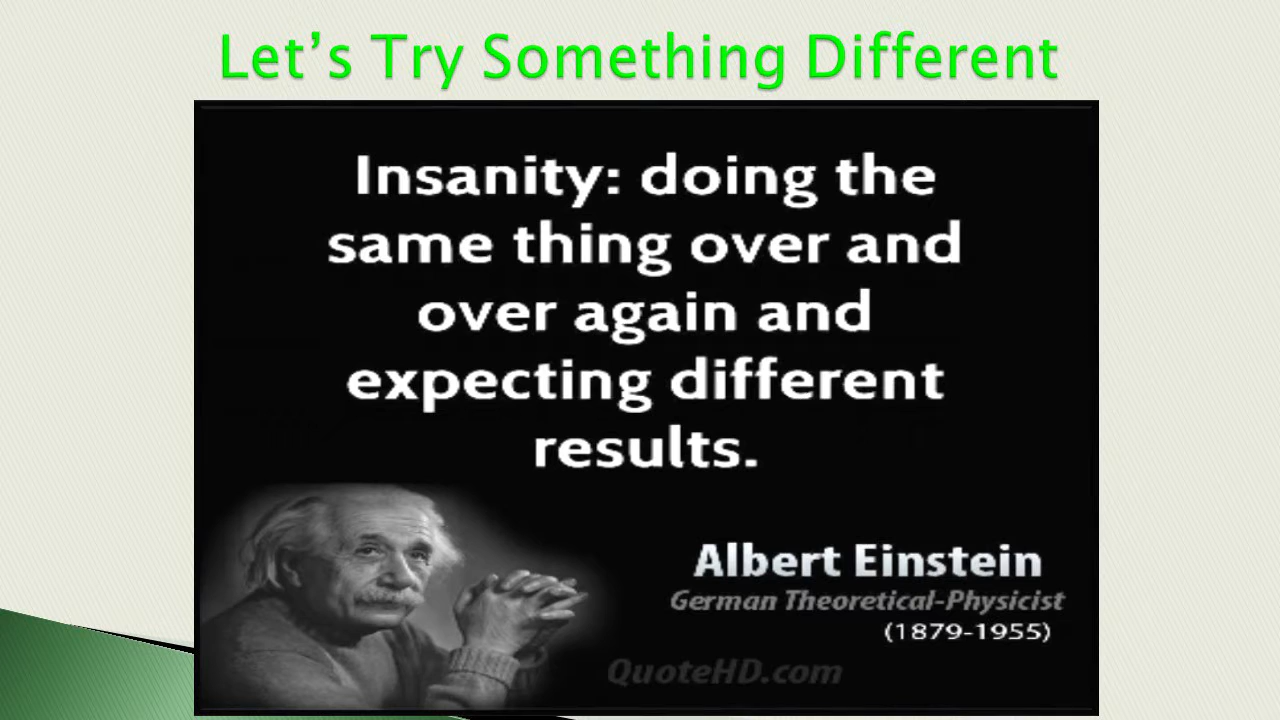 Let’s Try Something Different
Insanity: doing the
same thing over and
over again and
expecting different
results.
Albert Einstein
German Theoretical-Physicist
(1879-1955)
QuoteHD.com